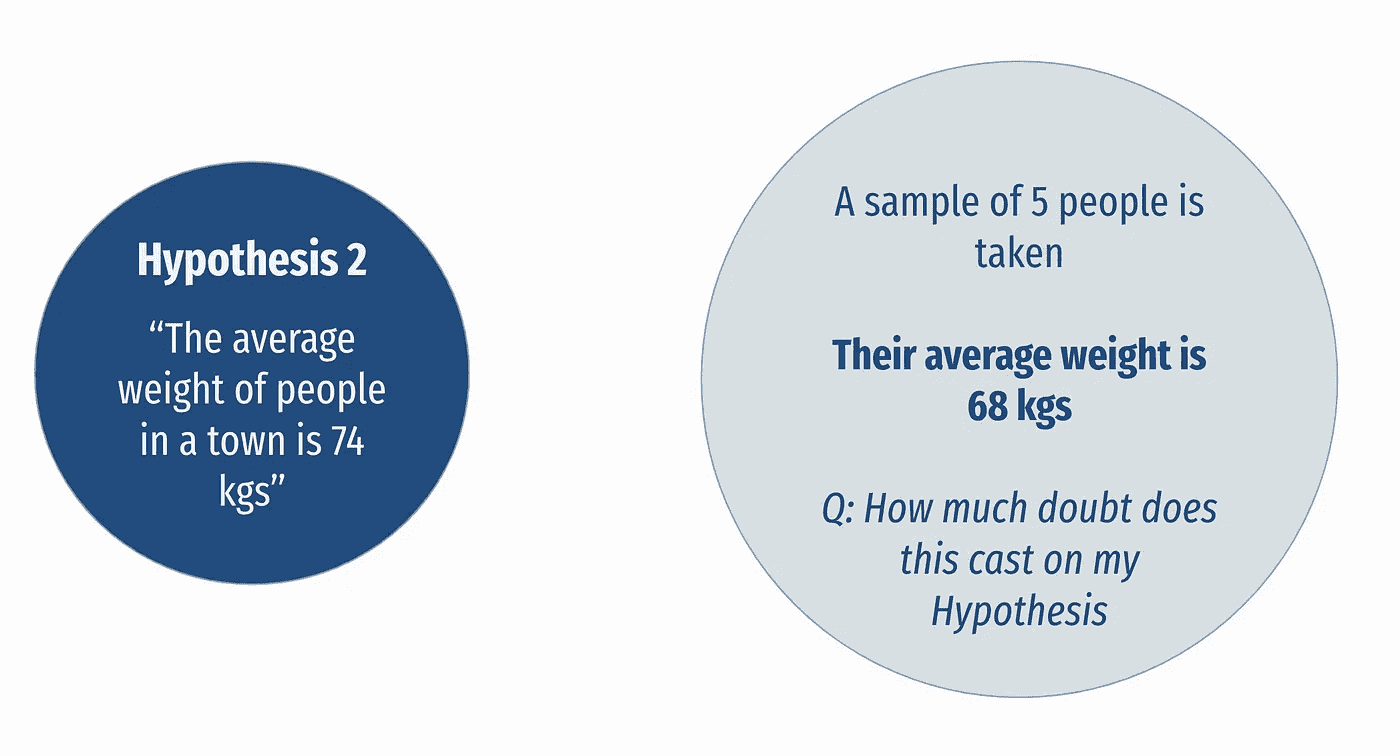 Hypothesis 2
“The average
weight of people
in a town is 74
kgs”
A sample of 5 people is
taken
Their average weight is
68 kgs
Q: How much doubt does
this cast on my
Hypothesis